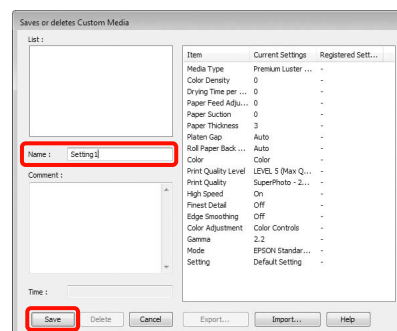 Saves or deletes Custom Media
List :
Name : Setting1
Comment :
Time :
Item Current Settings Registered Sett...
Media Type Premium Luster ... -
Color Density 0 -
Drying Time per ... 0 -
Paper Feed Adju... 0 -
Paper Suction 0 -
Paper Thickness 3 -
Platen Gap Auto -
Roll Paper Back ... Auto -
Color Color -
Print Quality Level LEVEL 5 (Max Q... -
Print Quality SuperPhoto - 2... -
High Speed On -
Finest Detail Off -
Edge Smoothing Off -
Color Adjustment Color Controls -
Gamma 2.2 -
Mode EPSON Standar... -
Setting Default Setting -
Save Delete Cancel Export... Import... Help